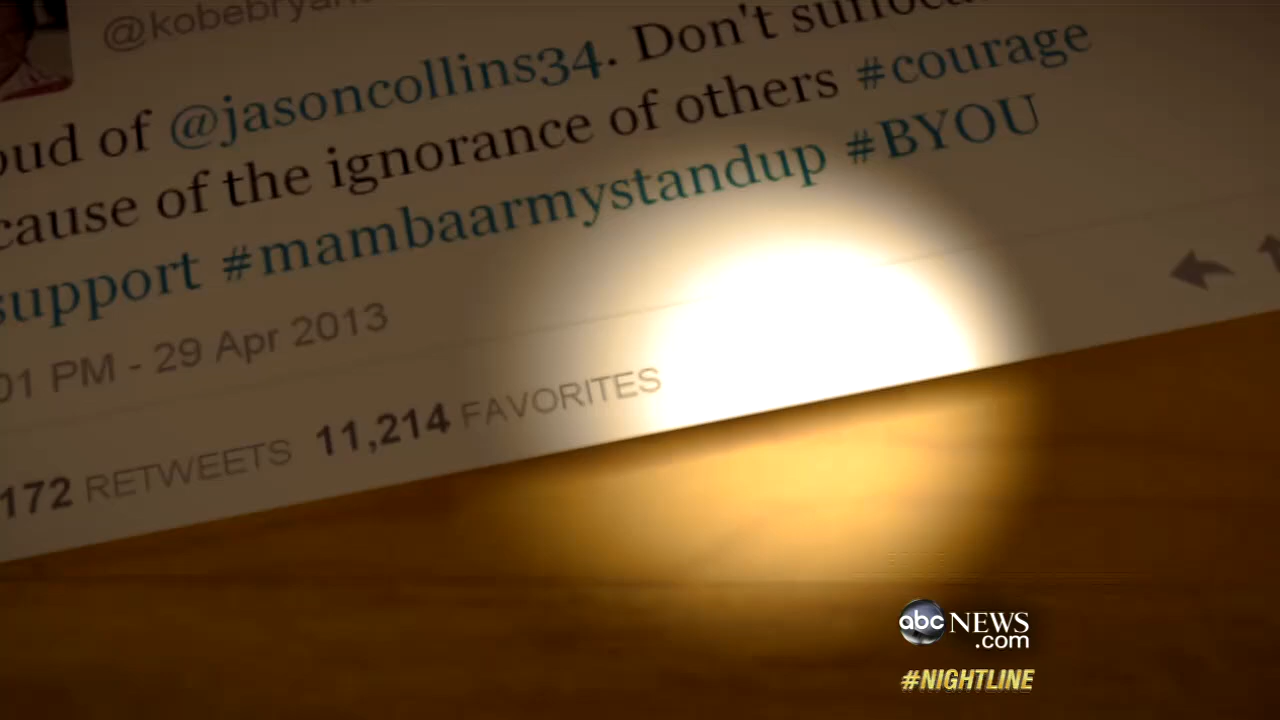 @kobebryan
oud of @jasoncollins34. Don't suffoca
cause of the ignorance of others #courage
support #mambaarmystandup #BYOU
01 PM - 29 Apr 2013
172 RETWEETS 11,214 FAVORITES
abc NEWS
.com
#NIGHTLINE